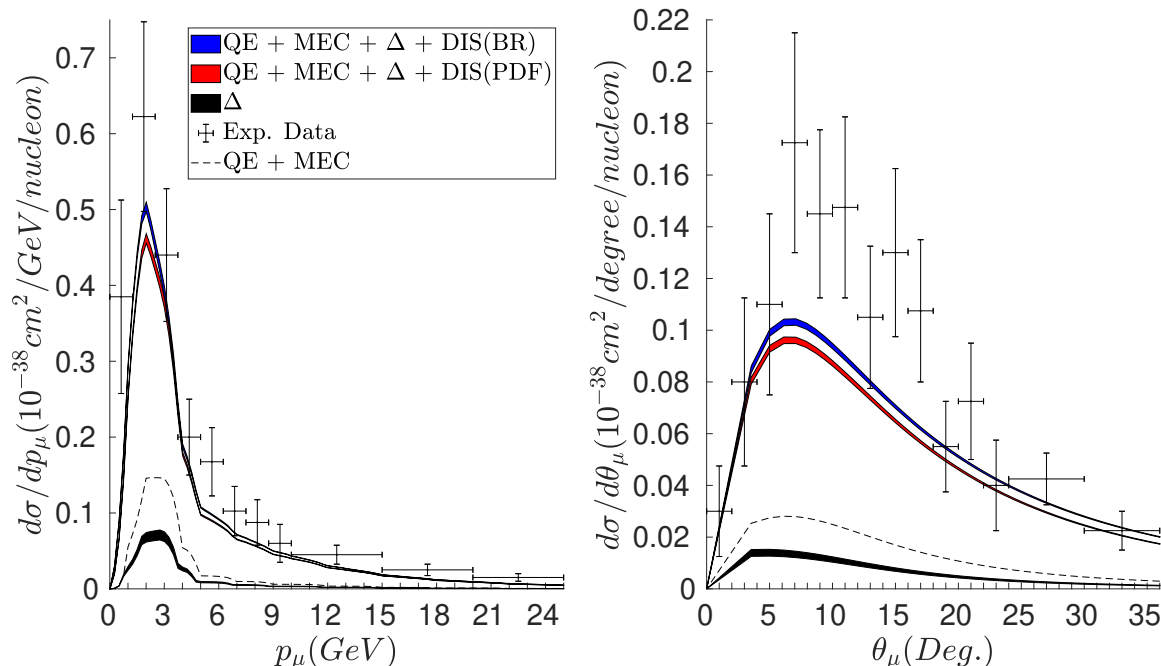 0.7
0.6
0.5
0.4
0.3
0.2
0.1
0
dσ/dp_μ(10^{-38}cm^2/GeV/nucleon)
QE + MEC + Δ + DIS(BR)
QE + MEC + Δ + DIS(PDF)
Δ
Exp. Data
QE + MEC
0 3 6 9 12 15 18 21 24
p_μ(GeV)
0.22
0.2
0.18
0.16
0.14
0.12
0.1
0.08
0.06
0.04
0.02
0
dσ/dθ_μ(10^{-38}cm^2/degree/nucleon)
0 5 10 15 20 25 30 35
θ_μ(Deg.)